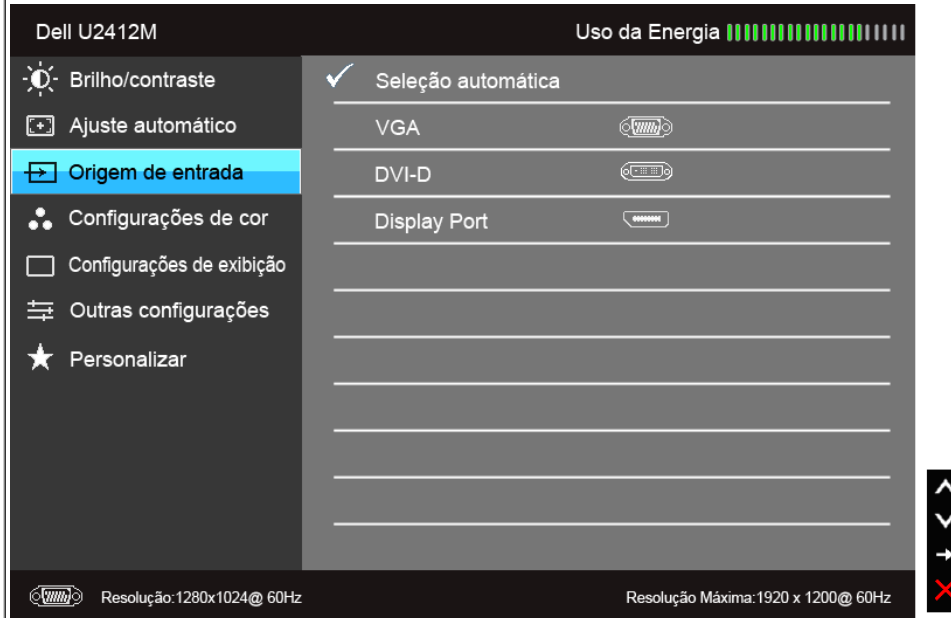 Dell U2412M
Uso da Energia
Brilho/contraste
Ajuste automático
Origem de entrada
Configurações de cor
Configurações de exibição
Outras configurações
Personalizar
Seleção automática
VGA
DVI-D
Display Port
Resolução:1280x1024@ 60Hz
Resolução Máxima:1920 x 1200@ 60Hz